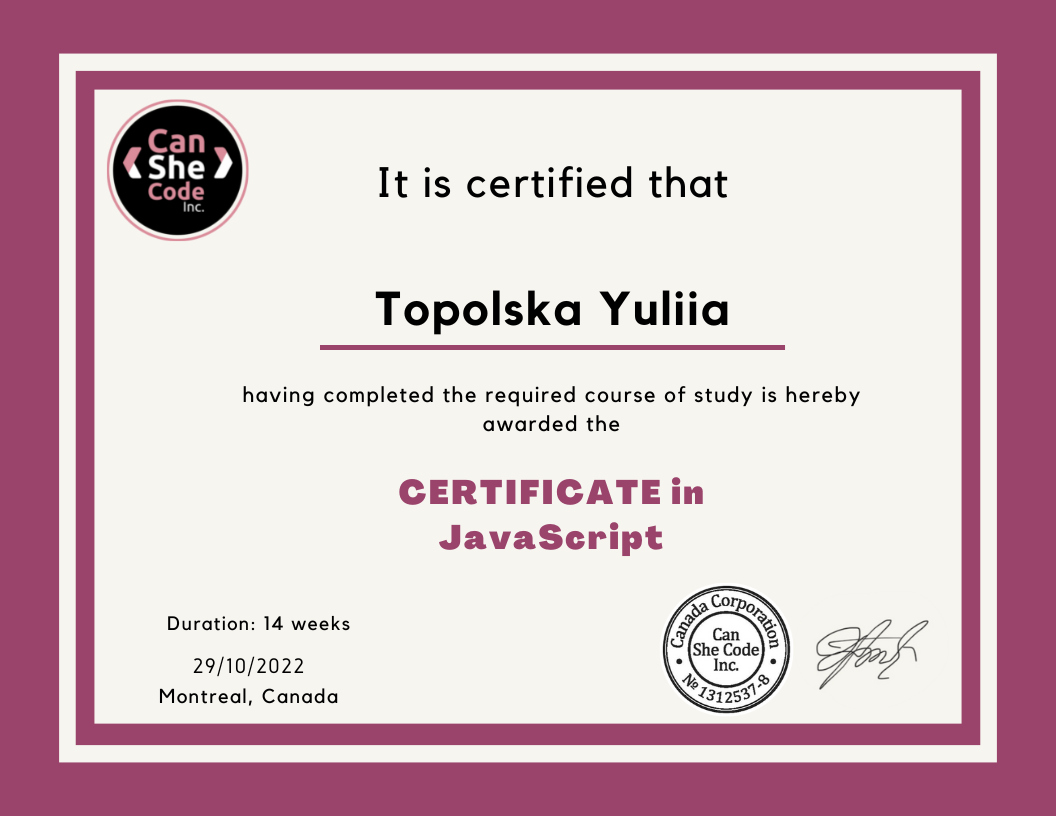 Can
She
Code
Inc.
It is certified that
Topolska Yuliia
having completed the required course of study is hereby
awarded the
CERTIFICATE in
JavaScript
Duration: 14 weeks
29/10/2022
Montreal, Canada
Canada Corporation
Can
She Code
Inc.
№ 1312537-8